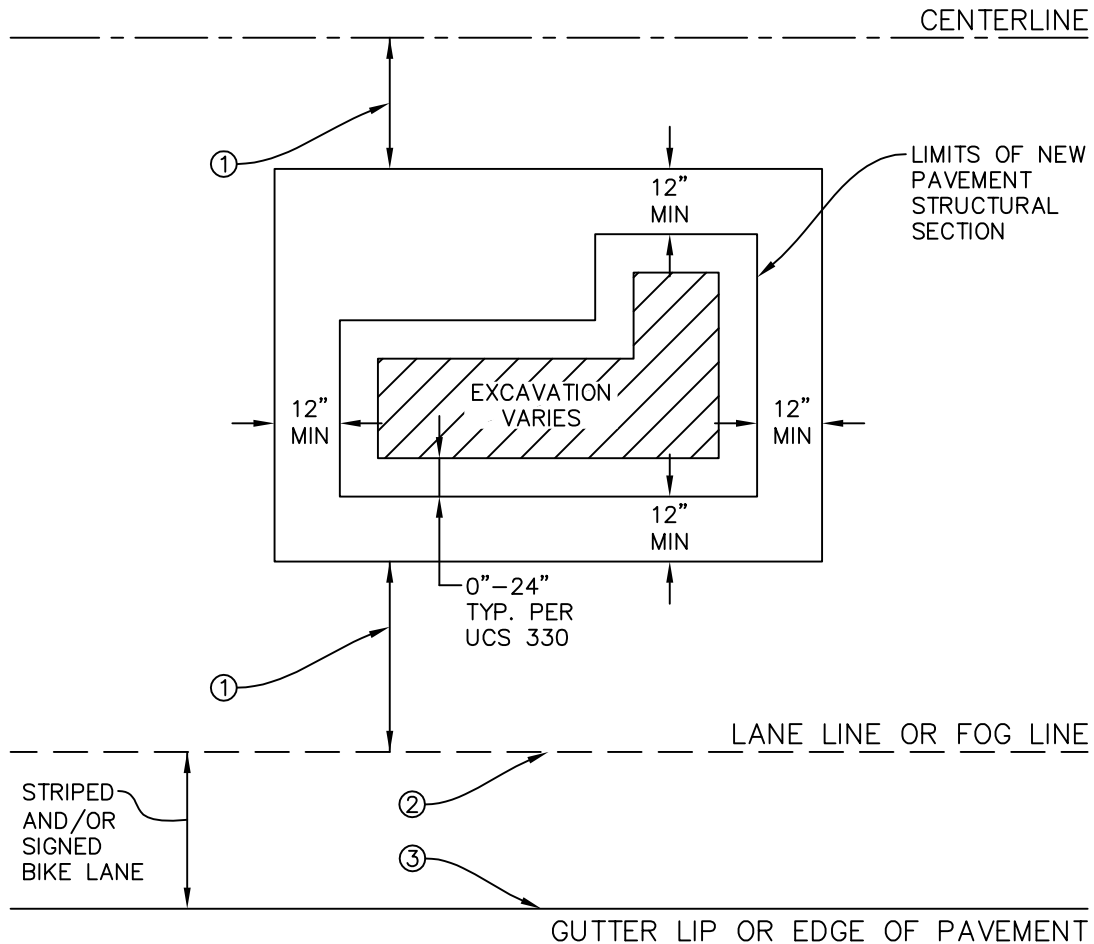 CENTERLINE
①
12”
MIN
LIMITS OF NEW
PAVEMENT
STRUCTURAL
SECTION
EXCAVATION
VARIES
12”
MIN
12”
MIN
12”
MIN
0”–24”
TYP. PER
UCS 330
①
LANE LINE OR FOG LINE
STRIPED
AND/OR
SIGNED
BIKE LANE
②
③
GUTTER LIP OR EDGE OF PAVEMENT